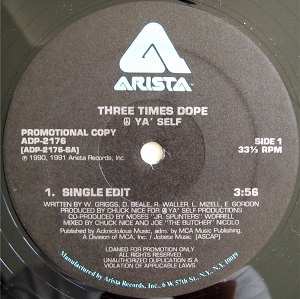 ARISTA™
THREE TIMES DOPE
@ YA' SELF
PROMOTIONAL COPY
ADP-2176
[ADP-2176-SA]
℗ 1990, 1991 Arista Records, Inc.
SIDE 1
33⅓ RPM
1. SINGLE EDIT 3:56
WRITTEN BY W. GRIGGS, D. BEALE, R. WALLER, L. MIZELL, F. GORDON
PRODUCED BY CHUCK NICE FOR @ YA' SELF PRODUCTIONS
CO-PRODUCED BY MOSES "JR. SPLINTERS" WORRELL
MIXED BY CHUCK NICE AND JOE "THE BUTCHER" NICOLO
Published by Acknickulous Music, adm. by MCA Music Publishing,
A Division of MCA, Inc. / Jobete Music [ASCAP]
LOANED FOR PROMOTION ONLY.
ALL RIGHTS RESERVED.
UNAUTHORIZED DUPLICATION IS A
VIOLATION OF APPLICABLE LAWS.
Manufactured by Arista Records, Inc., 6 W. 57th St., N.Y., N.Y. 10019